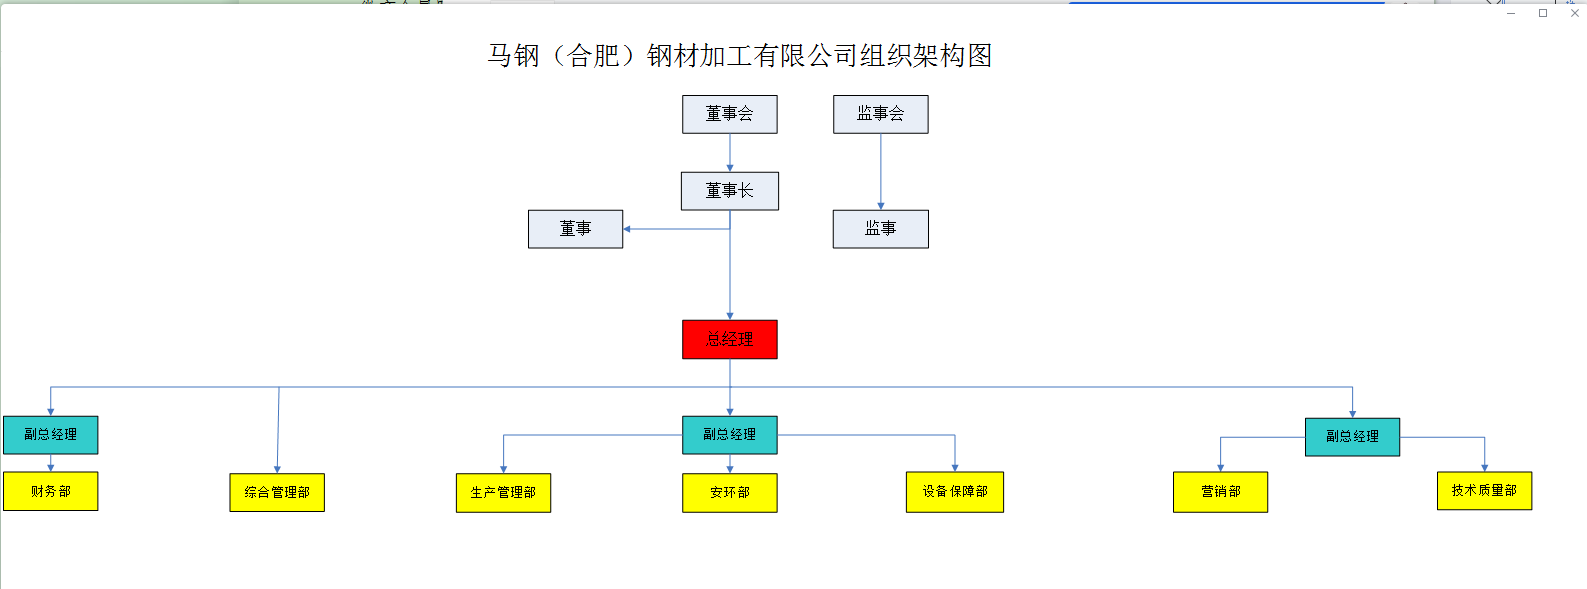 马钢（合肥）钢材加工有限公司组织架构图
董事会
监事会
董事长
董事
监事
总经理
副总经理
副总经理
副总经理
财务部
综合管理部
生产管理部
安环部
设备保障部
营销部
技术质量部